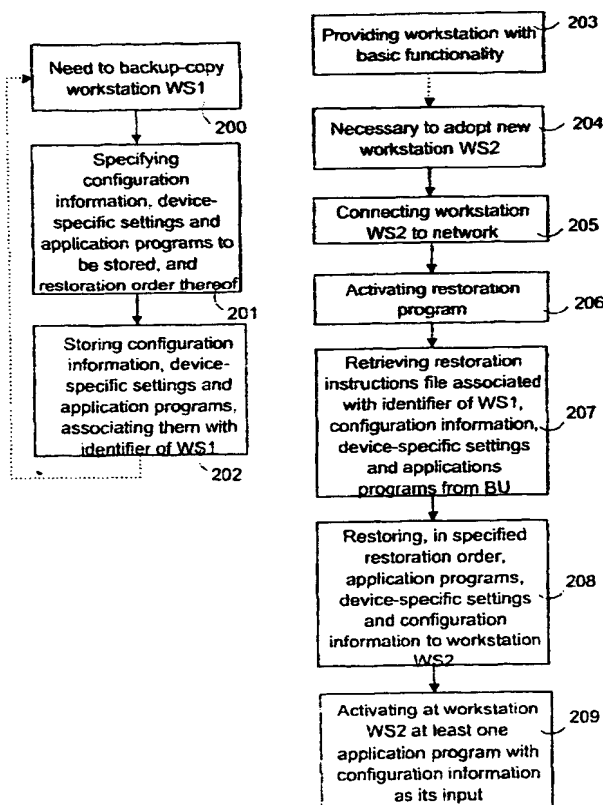 Need to backup-copy
workstation WS1
200
Specifying
configuration
information, device-
specific settings and
application programs to
be stored, and
restoration order thereof
201
Storing configuration
information, device-
specific settings and
application programs,
associating them with
identifier of WS1
202
Providing workstation with
basic functionality
203
Necessary to adopt new
workstation WS2
204
Connecting workstation
WS2 to network
205
Activating restoration
program
206
Retrieving restoration
instructions file associated
with identifier of WS1,
configuration information,
device-specific settings
and applications
programs from BU
207
Restoring, in specified
restoration order,
application programs,
device-specific settings
and configuration
information to workstation
WS2
208
Activating at workstation
WS2 at least one
application program with
configuration information
as its input
209